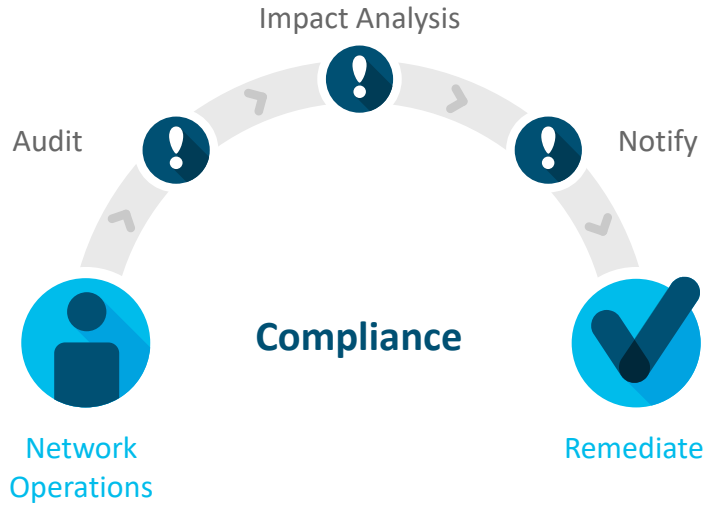 Impact Analysis
Audit
Notify
Compliance
Network
Operations
Remediate